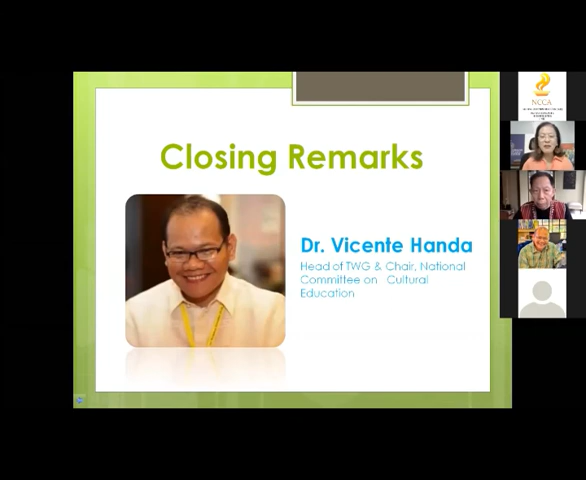 Closing Remarks
Dr. Vicente Handa
Head of TWG & Chair, National
Committee on Cultural
Education
NCCA